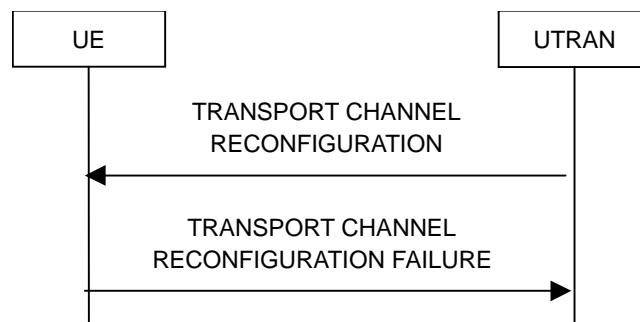 UE
UTRAN
TRANSPORT CHANNEL
RECONFIGURATION
TRANSPORT CHANNEL
RECONFIGURATION FAILURE